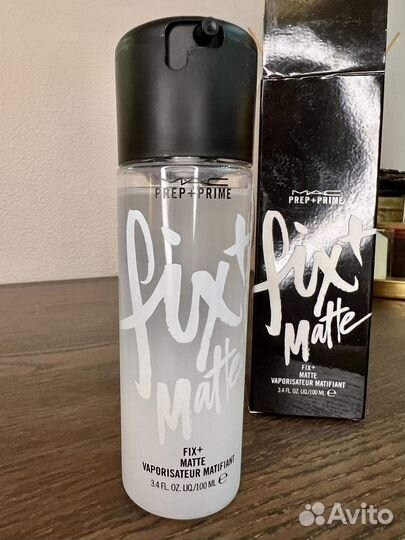 MAC
PREP+PRIME
fix+
Matte
FIX+
MATTE
VAPORISATEUR MATIFIANT
3.4 FL. OZ. LIQ./100 ML ℮
MAC
PREP+PRIME
fix+
Matte
FIX+
MATTE
VAPORISATEUR MATIFIANT
3.4 FL. OZ. LIQ./100 ML ℮
Avito